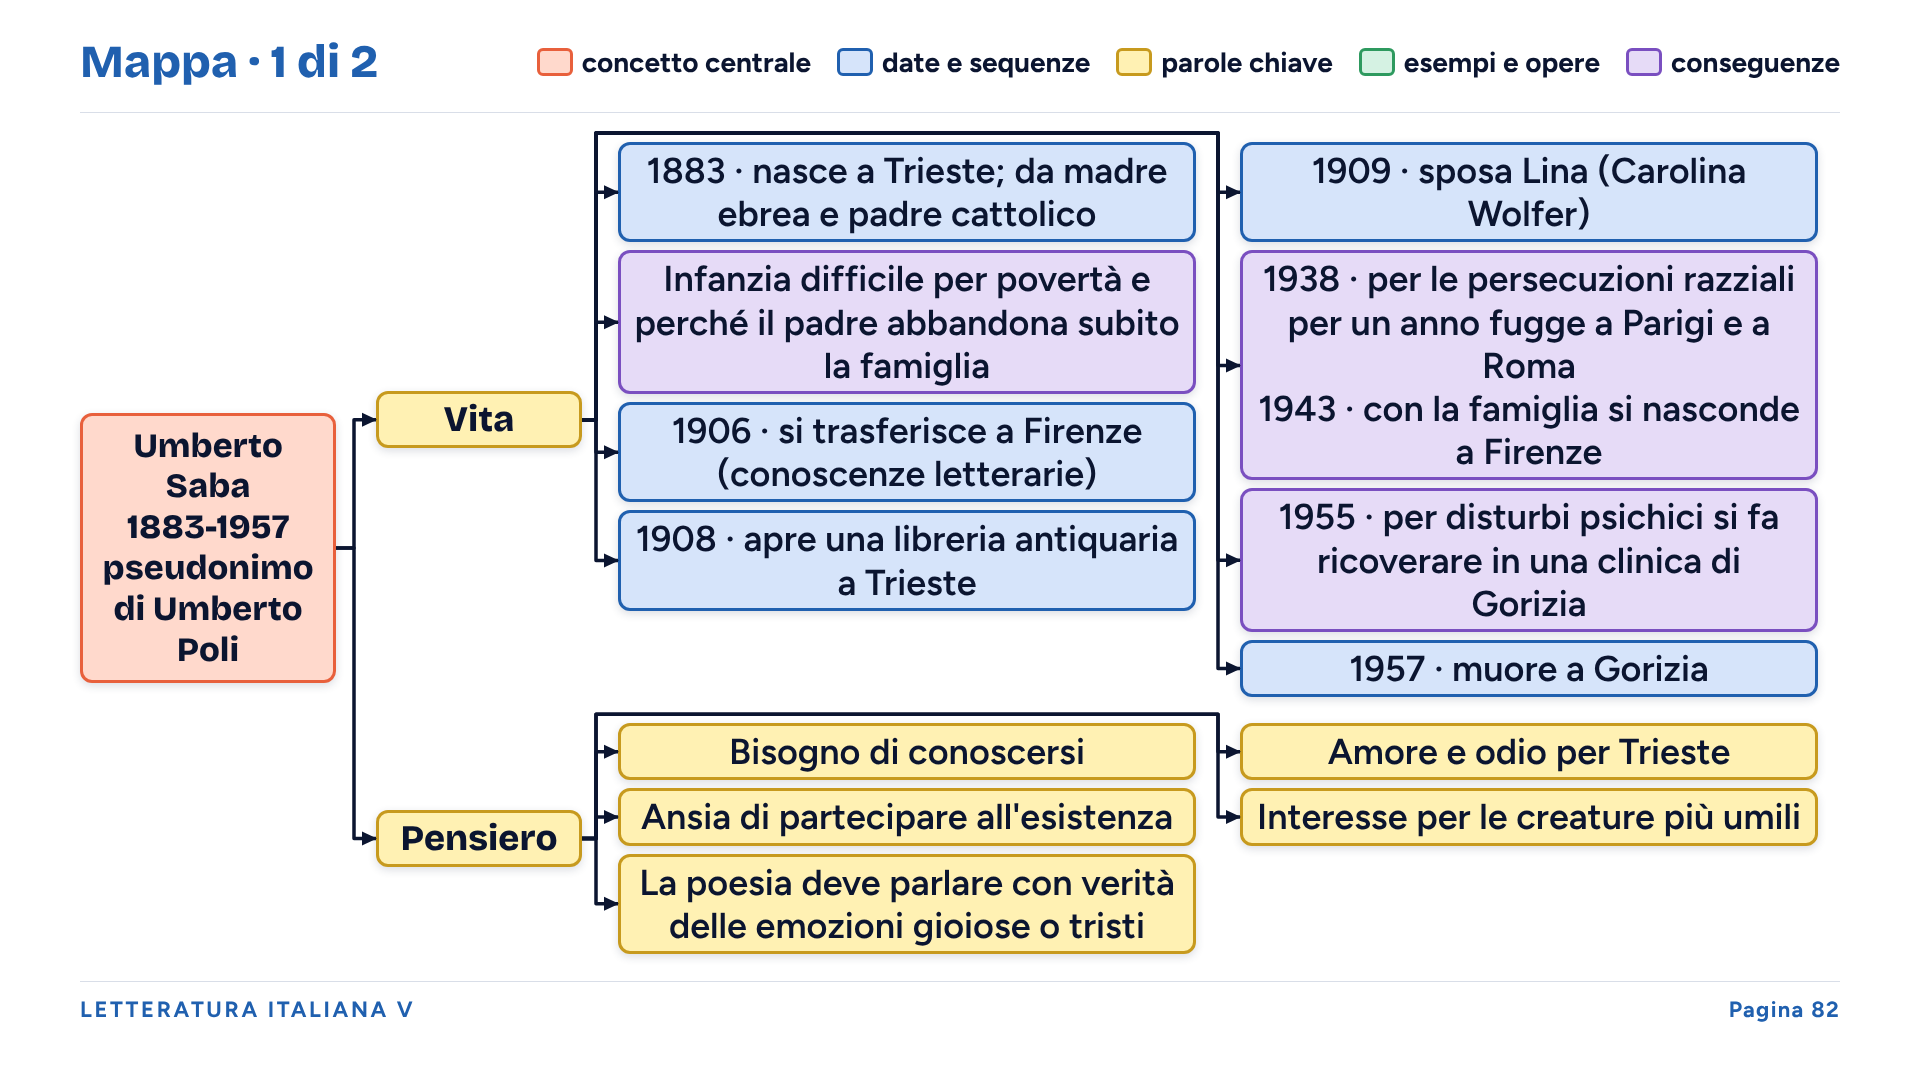 Mappa · 1 di 2
concetto centrale
date e sequenze
parole chiave
esempi e opere
conseguenze
Umberto
Saba
1883-1957
pseudonimo
di Umberto
Poli
Vita
1883 · nasce a Trieste; da madre
ebrea e padre cattolico
Infanzia difficile per povertà e
perché il padre abbandona subito
la famiglia
1906 · si trasferisce a Firenze
(conoscenze letterarie)
1908 · apre una libreria antiquaria
a Trieste
1909 · sposa Lina (Carolina
Wolfer)
1938 · per le persecuzioni razziali
per un anno fugge a Parigi e a
Roma
1943 · con la famiglia si nasconde
a Firenze
1955 · per disturbi psichici si fa
ricoverare in una clinica di
Gorizia
1957 · muore a Gorizia
Pensiero
Bisogno di conoscersi
Ansia di partecipare all'esistenza
La poesia deve parlare con verità
delle emozioni gioiose o tristi
Amore e odio per Trieste
Interesse per le creature più umili
LETTERATURA ITALIANA V
Pagina 82